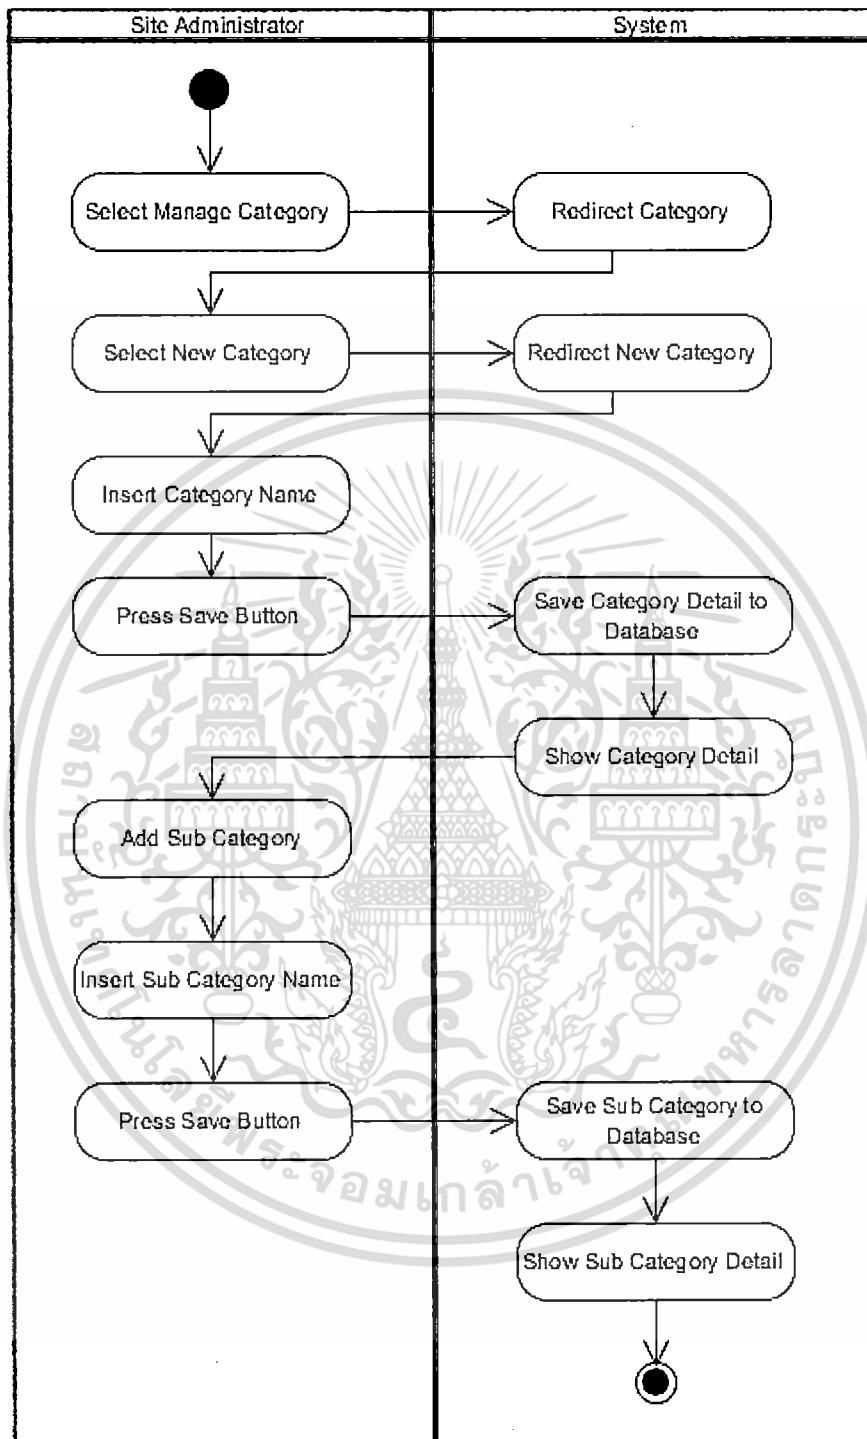 Site Administrator
System
Select Manage Category
Redirect Category
Select New Category
Redirect New Category
Insert Category Name
Press Save Button
Save Category Detail to
Database
Show Category Detail
Add Sub Category
Insert Sub Category Name
Press Save Button
Save Sub Category to
Database
Show Sub Category Detail